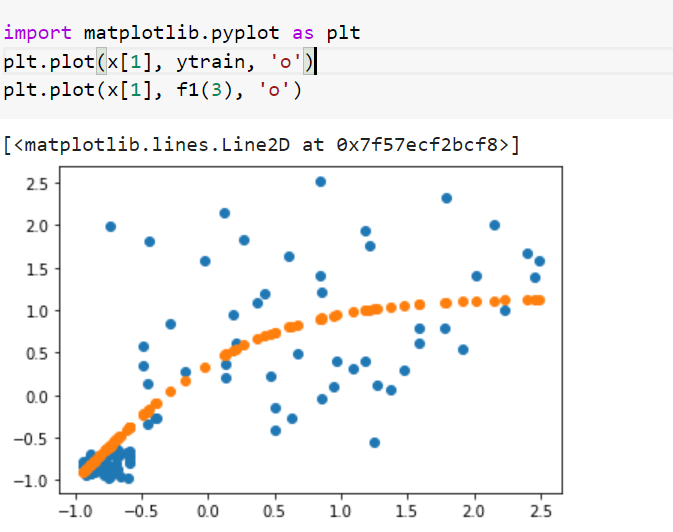 import matplotlib.pyplot as plt
plt.plot(x[1], ytrain, 'o')
plt.plot(x[1], f1(3), 'o')
[<matplotlib.lines.Line2D at 0x7f57ecf2bcf8>]
2.5
2.0
1.5
1.0
0.5
0.0
−0.5
−1.0
−1.0 −0.5 0.0 0.5 1.0 1.5 2.0 2.5